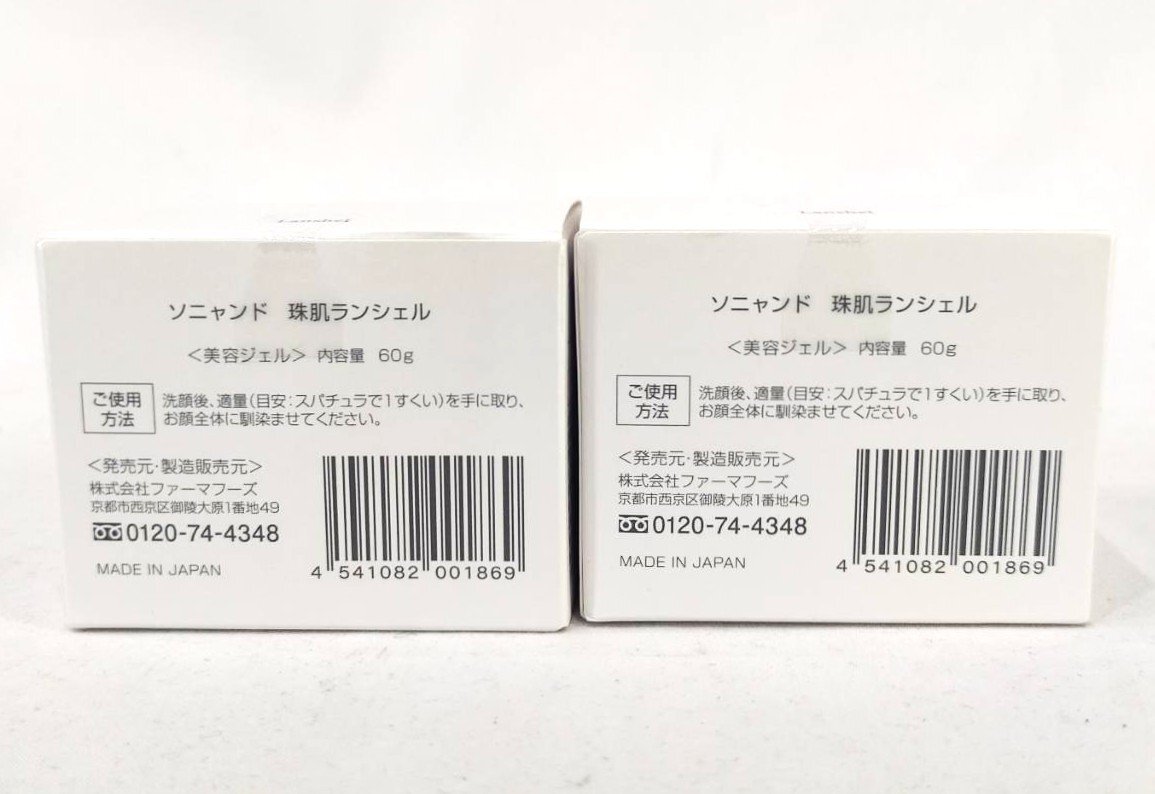 Lanshel
ソニャンド 珠肌ランシェル
＜美容ジェル＞ 内容量 60g
ご使用方法
洗顔後、適量(目安:スパチュラで1すくい)を手に取り、
お顔全体に馴染ませてください。
＜発売元・製造販売元＞
株式会社ファーマフーズ
京都市西京区御陵大原1番地49
0120-74-4348
MADE IN JAPAN
4 541082 001869
Lanshel
ソニャンド 珠肌ランシェル
＜美容ジェル＞ 内容量 60g
ご使用方法
洗顔後、適量(目安:スパチュラで1すくい)を手に取り、
お顔全体に馴染ませてください。
＜発売元・製造販売元＞
株式会社ファーマフーズ
京都市西京区御陵大原1番地49
0120-74-4348
MADE IN JAPAN
4 541082 001869